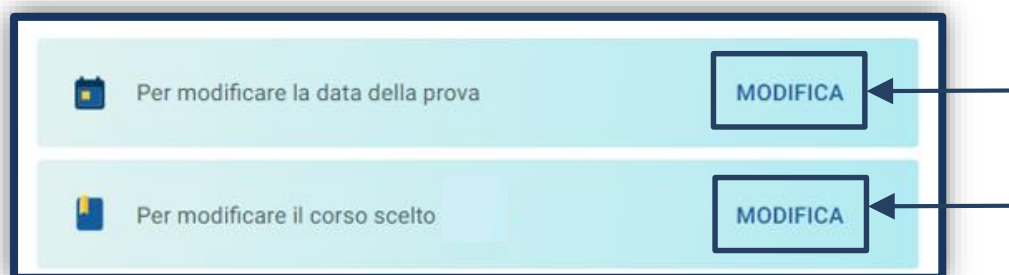 Per modificare la data della prova MODIFICA
Per modificare il corso scelto MODIFICA